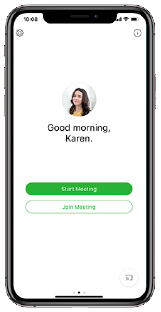 10:08
Good morning,
Karen.
Start Meeting
Join Meeting